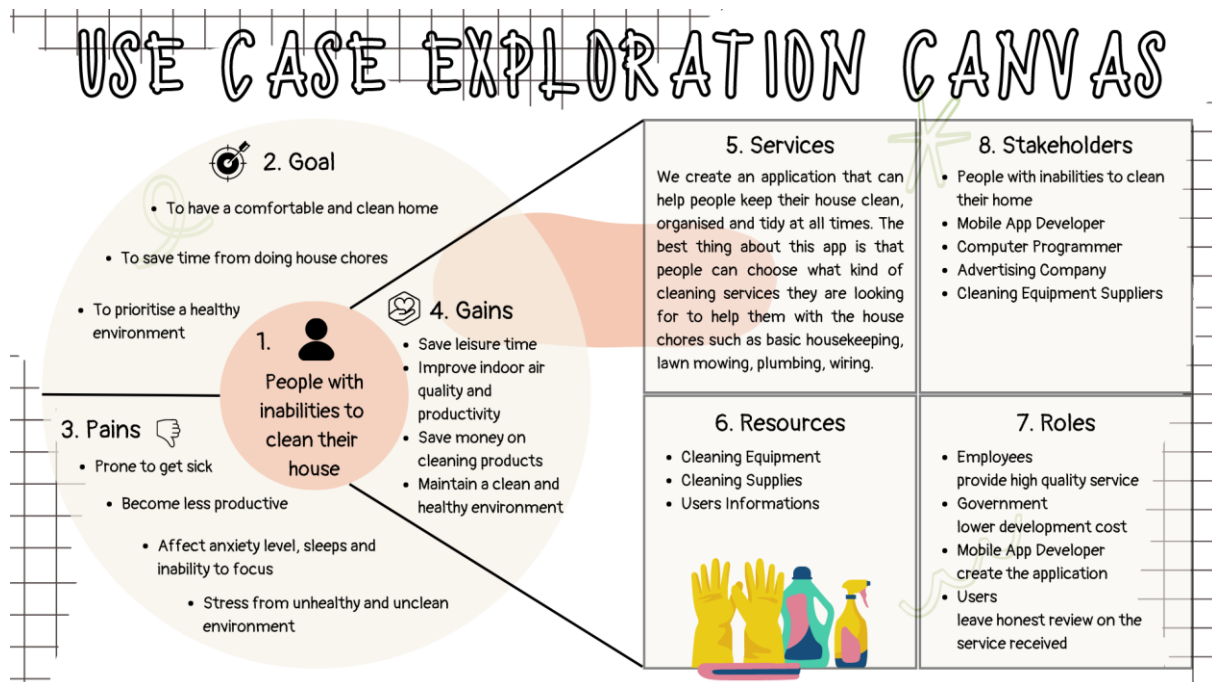 USE CASE EXPLORATION CANVAS
2. Goal
• To have a comfortable and clean home
• To save time from doing house chores
• To prioritise a healthy
environment
1.
People with
inabilities to
clean their
house
3. Pains
• Prone to get sick
• Become less productive
• Affect anxiety level, sleeps and
inability to focus
• Stress from unhealthy and unclean
environment
4. Gains
• Save leisure time
• Improve indoor air
quality and
productivity
• Save money on
cleaning products
• Maintain a clean and
healthy environment
5. Services
We create an application that can
help people keep their house clean,
organised and tidy at all times. The
best thing about this app is that
people can choose what kind of
cleaning services they are looking
for to help them with the house
chores such as basic housekeeping,
lawn mowing, plumbing, wiring.
6. Resources
• Cleaning Equipment
• Cleaning Supplies
• Users Informations
7. Roles
• Employees
provide high quality service
• Government
lower development cost
• Mobile App Developer
create the application
• Users
leave honest review on the
service received
8. Stakeholders
• People with inabilities to clean
their home
• Mobile App Developer
• Computer Programmer
• Advertising Company
• Cleaning Equipment Suppliers